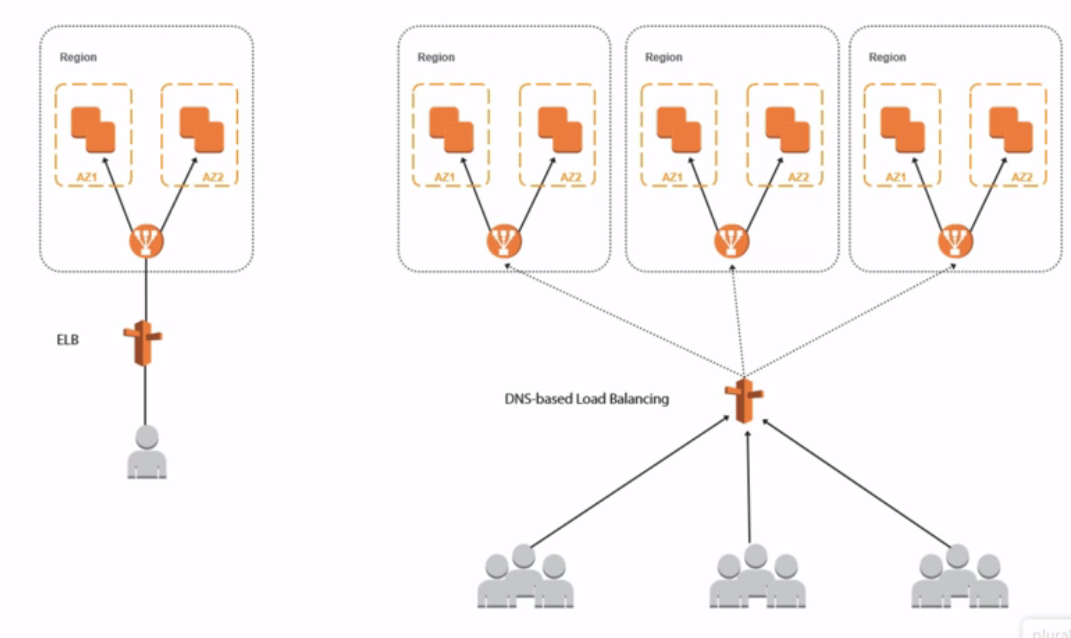 Region
AZ1
AZ2
ELB
Region
AZ1
AZ2
Region
AZ1
AZ2
Region
AZ1
AZ2
DNS-based Load Balancing